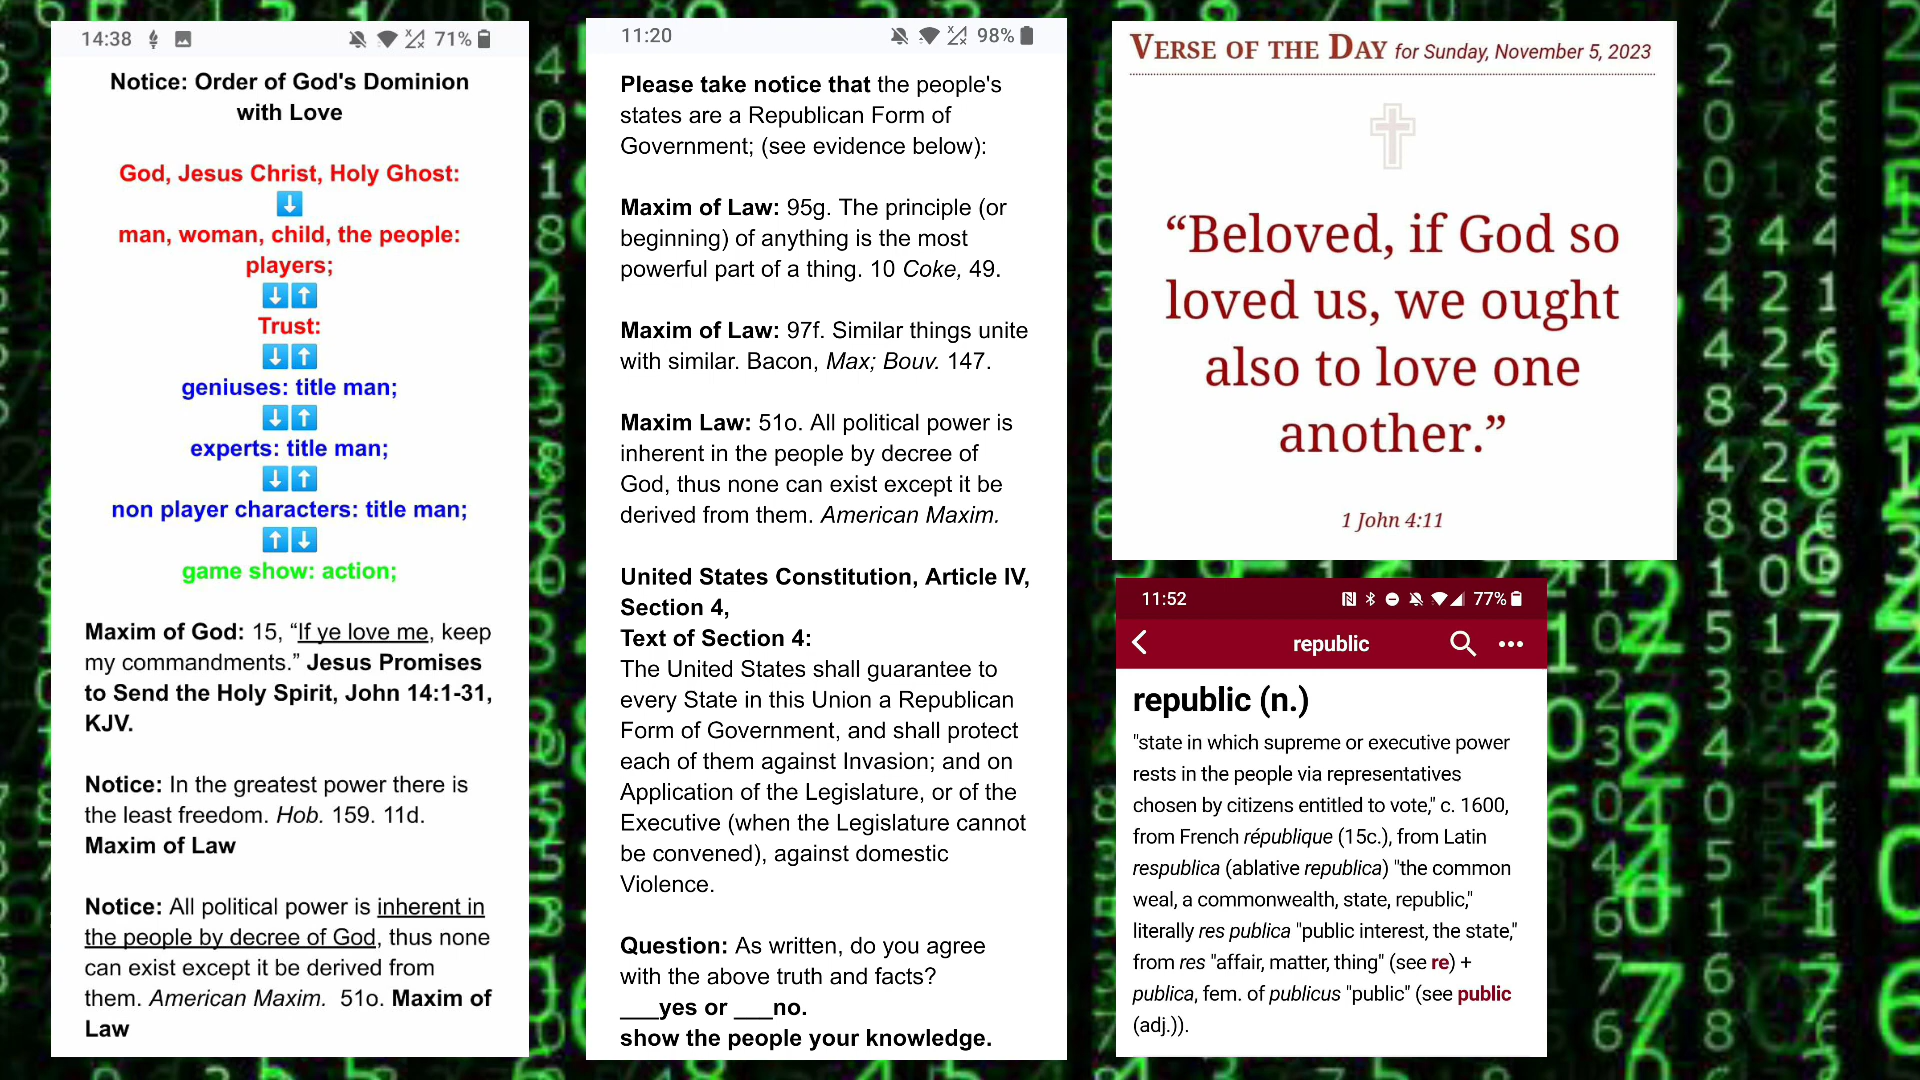 14:38
71%
Notice: Order of God's Dominion
with Love
God, Jesus Christ, Holy Ghost:
⬇️
man, woman, child, the people:
players;
⬇️⬆️
Trust:
⬇️⬆️
geniuses: title man;
⬇️⬆️
experts: title man;
⬇️⬆️
non player characters: title man;
⬆️⬇️
game show: action;
Maxim of God: 15, “If ye love me, keep
my commandments.” Jesus Promises
to Send the Holy Spirit, John 14:1-31,
KJV.
Notice: In the greatest power there is
the least freedom. Hob. 159. 11d.
Maxim of Law
Notice: All political power is inherent in
the people by decree of God, thus none
can exist except it be derived from
them. American Maxim. 51o. Maxim of
Law
11:20
98%
Please take notice that the people's
states are a Republican Form of
Government; (see evidence below):
Maxim of Law: 95g. The principle (or
beginning) of anything is the most
powerful part of a thing. 10 Coke, 49.
Maxim of Law: 97f. Similar things unite
with similar. Bacon, Max; Bouv. 147.
Maxim Law: 51o. All political power is
inherent in the people by decree of
God, thus none can exist except it be
derived from them. American Maxim.
United States Constitution, Article IV,
Section 4,
Text of Section 4:
The United States shall guarantee to
every State in this Union a Republican
Form of Government, and shall protect
each of them against Invasion; and on
Application of the Legislature, or of the
Executive (when the Legislature cannot
be convened), against domestic
Violence.
Question: As written, do you agree
with the above truth and facts?
___yes or ___no.
show the people your knowledge.
VERSE OF THE DAY for Sunday, November 5, 2023
“Beloved, if God so
loved us, we ought
also to love one
another.”
1 John 4:11
11:52
77%
republic
republic (n.)
"state in which supreme or executive power
rests in the people via representatives
chosen by citizens entitled to vote," c. 1600,
from French république (15c.), from Latin
respublica (ablative republica) "the common
weal, a commonwealth, state, republic,"
literally res publica "public interest, the state,"
from res "affair, matter, thing" (see re) +
publica, fem. of publicus "public" (see public
(adj.)).